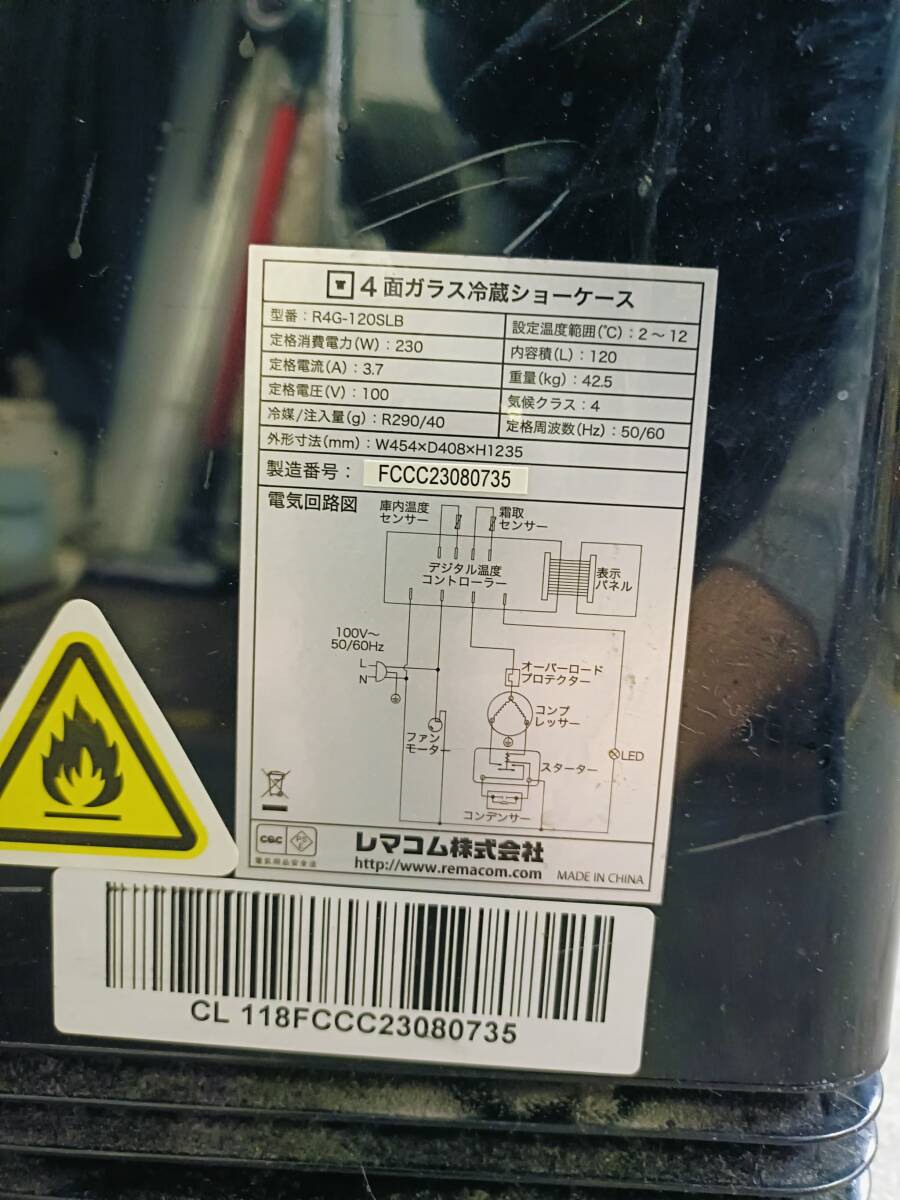 4面ガラス冷蔵ショーケース
型番：R4G-120SLB
定格消費電力(W)：230
定格電流(A)：3.7
定格電圧(V)：100
冷媒/注入量(g)：R290/40
設定温度範囲(℃)：2～12
内容積(L)：120
重量(kg)：42.5
気候クラス：4
定格周波数(Hz)：50/60
外形寸法(mm)：W454×D408×H1235
製造番号： FCCC23080735
電気回路図
庫内温度
センサー
霜取
センサー
デジタル温度
コントローラー
表示
パネル
100V～
50/60Hz
L
N
オーバーロード
プロテクター
コンプ
レッサー
ファン
モータ
LED
スターター
コンデンサー
電気用品安全法
レマコム株式会社
http://www.remacom.com
MADE IN CHINA
CL 118FCCC23080735